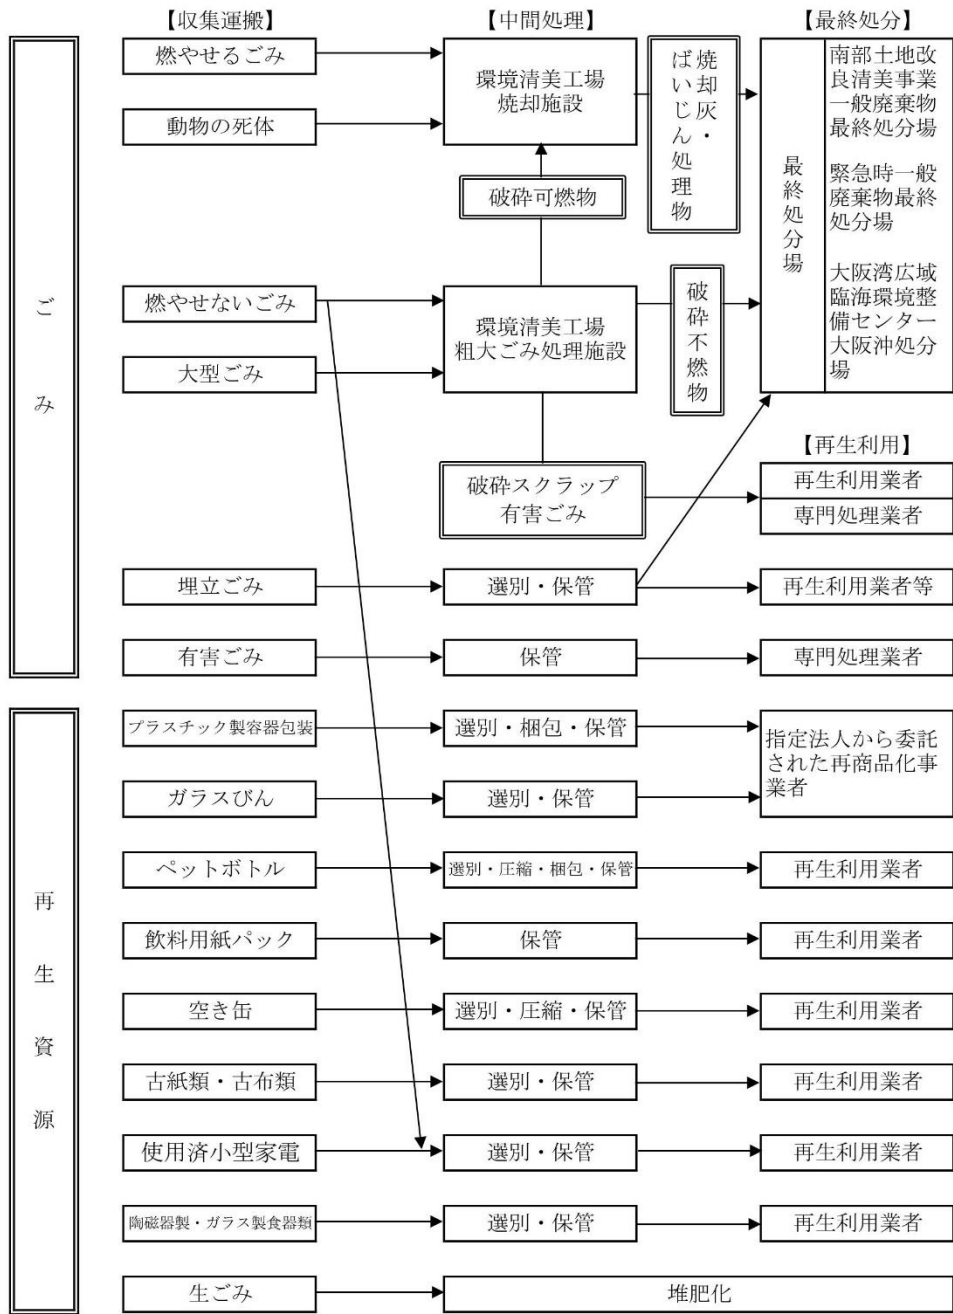 【収集運搬】
【中間処理】
【最終処分】
ごみ
燃やせるごみ
動物の死体
環境清美工場
焼却施設
焼却灰・
ばいじん処理物
最終処分場
南部土地改
良清美事業
一般廃棄物
最終処分場
緊急時一般
廃棄物最終
処分場
大阪湾広域
臨海環境整
備センター
大阪沖処分
場
破砕可燃物
燃やせないごみ
大型ごみ
環境清美工場
粗大ごみ処理施設
破砕不燃物
【再生利用】
破砕スクラップ
有害ごみ
再生利用業者
専門処理業者
埋立ごみ
選別・保管
再生利用業者等
有害ごみ
保管
専門処理業者
再生資源
プラスチック製容器包装
選別・梱包・保管
指定法人から委託
された再商品化事
業者
ガラスびん
選別・保管
ペットボトル
選別・圧縮・梱包・保管
再生利用業者
飲料用紙パック
保管
再生利用業者
空き缶
選別・圧縮・保管
再生利用業者
古紙類・古布類
選別・保管
再生利用業者
使用済小型家電
選別・保管
再生利用業者
陶磁器製・ガラス製食器類
選別・保管
再生利用業者
生ごみ
堆肥化